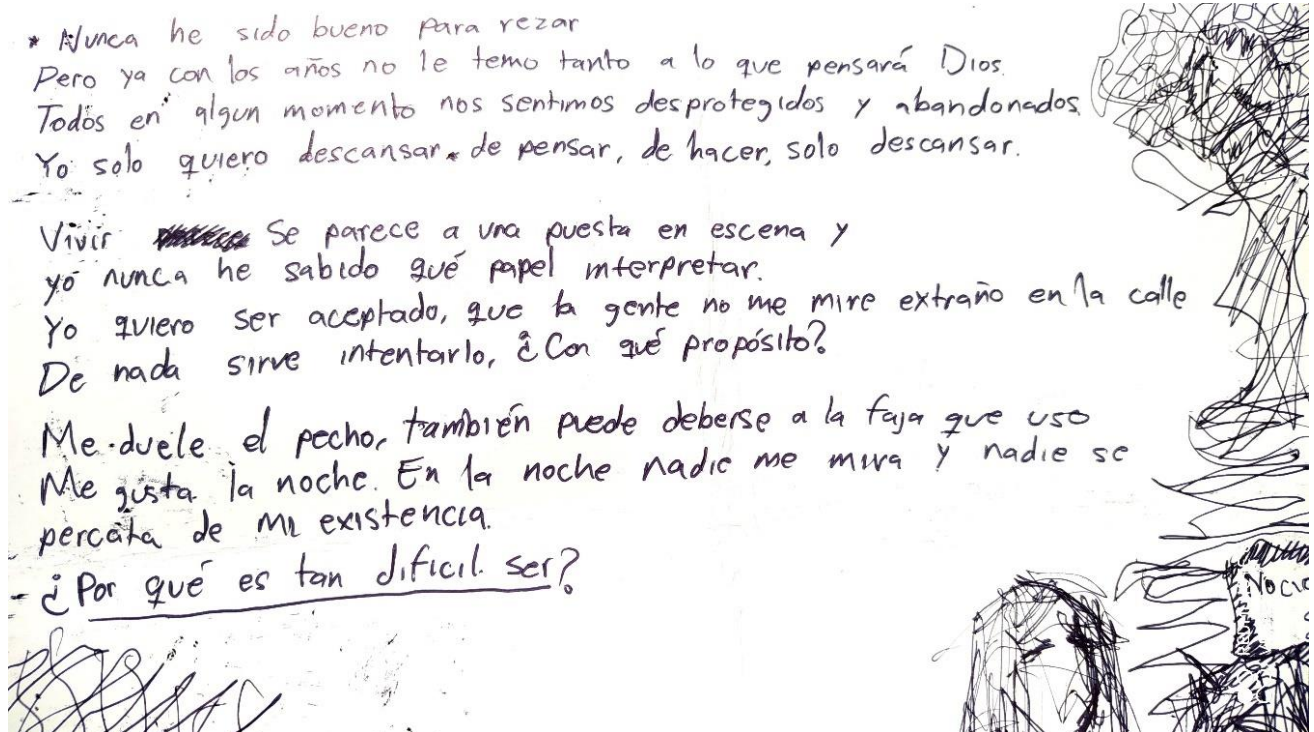 * Nunca he sido bueno para rezar
Pero ya con los años no le temo tanto a lo que pensará Dios.
Todos en algun momento nos sentimos desprotegidos y abandonados
Yo solo quiero descansar. de pensar, de hacer, solo descansar.
Vivir se parece a una puesta en escena y
yo nunca he sabido qué papel interpretar.
Yo quiero ser aceptado, que la gente no me mire extraño en la calle
De nada sirve intentarlo, ¿Con qué propósito?
Me duele el pecho, también puede deberse a la faja que uso
Me gusta la noche. En la noche nadie me mira y nadie se
percata de mi existencia.
- ¿Por qué es tan dificil ser?